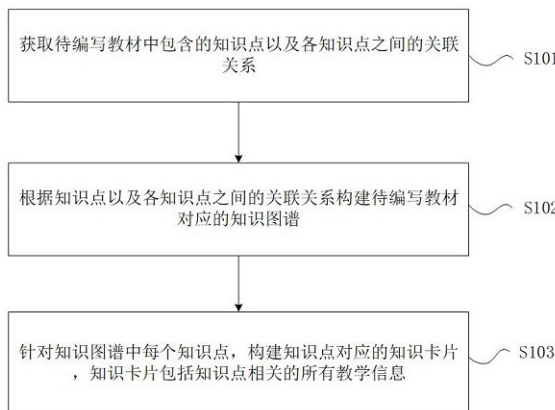 获取待编写教材中包含的知识点以及各知识点之间的关联
关系
S101
根据知识点以及各知识点之间的关联关系构建待编写教材
对应的知识图谱
S102
针对知识图谱中每个知识点，构建知识点对应的知识卡片
，知识卡片包括知识点相关的所有教学信息
S103